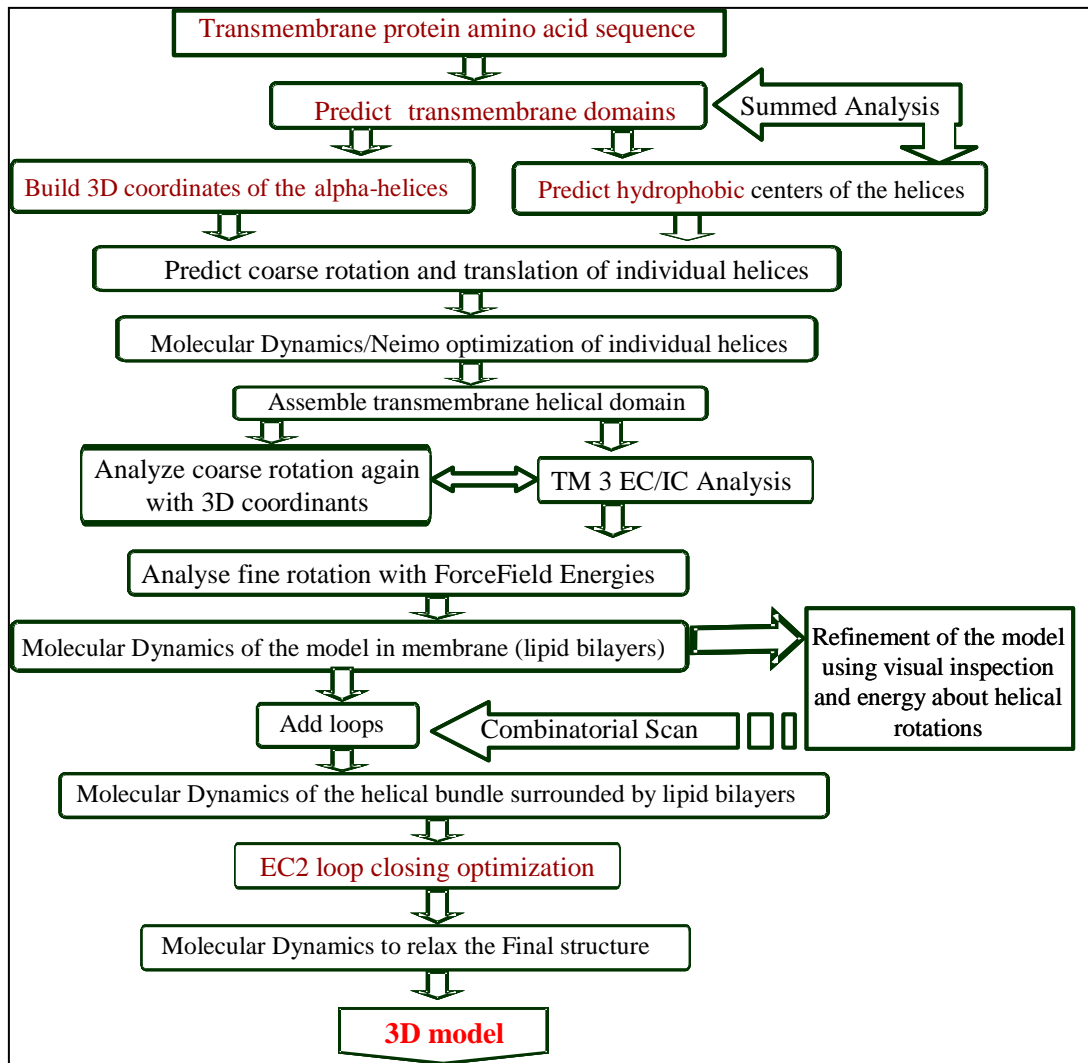 Transmembrane protein amino acid sequence
Predict transmembrane domains
Summed Analysis
Build 3D coordinates of the alpha-helices
Predict hydrophobic centers of the helices
Predict coarse rotation and translation of individual helices
Molecular Dynamics/Neimo optimization of individual helices
Assemble transmembrane helical domain
Analyze coarse rotation again
with 3D coordinants
TM 3 EC/IC Analysis
Analyse fine rotation with ForceField Energies
Molecular Dynamics of the model in membrane (lipid bilayers)
Refinement of the model
using visual inspection
and energy about helical
rotations
Add loops
Combinatorial Scan
Molecular Dynamics of the helical bundle surrounded by lipid bilayers
EC2 loop closing optimization
Molecular Dynamics to relax the Final structure
3D model